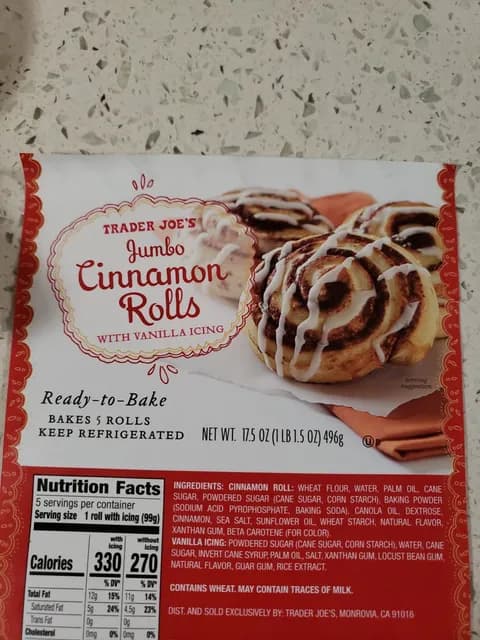 TRADER JOE'S
Jumbo
Cinnamon
Rolls
WITH VANILLA ICING
serving
suggestion
Ready-to-Bake
BAKES 5 ROLLS
KEEP REFRIGERATED
NET WT. 17.5 OZ (1 LB 1.5 OZ) 496g
Nutrition Facts
5 servings per container
Serving size 1 roll with icing (99g)
with icing without icing
Calories 330 270
% DV* % DV*
Total Fat 12g 15% 11g 14%
Saturated Fat 5g 24% 4.5g 23%
Trans Fat 0g 0g
Cholesterol 0mg 0% 0mg 0%
INGREDIENTS: CINNAMON ROLL: WHEAT FLOUR, WATER, PALM OIL, CANE
SUGAR, POWDERED SUGAR (CANE SUGAR, CORN STARCH), BAKING POWDER
(SODIUM ACID PYROPHOSPHATE, BAKING SODA), CANOLA OIL, DEXTROSE,
CINNAMON, SEA SALT, SUNFLOWER OIL, WHEAT STARCH, NATURAL FLAVOR,
XANTHAN GUM, BETA CAROTENE (FOR COLOR).
VANILLA ICING: POWDERED SUGAR (CANE SUGAR, CORN STARCH), WATER, CANE
SUGAR, INVERT CANE SYRUP, PALM OIL, SALT, XANTHAN GUM, LOCUST BEAN GUM,
NATURAL FLAVOR, GUAR GUM, RICE EXTRACT.
CONTAINS WHEAT. MAY CONTAIN TRACES OF MILK.
DIST. AND SOLD EXCLUSIVELY BY: TRADER JOE'S, MONROVIA, CA 91016